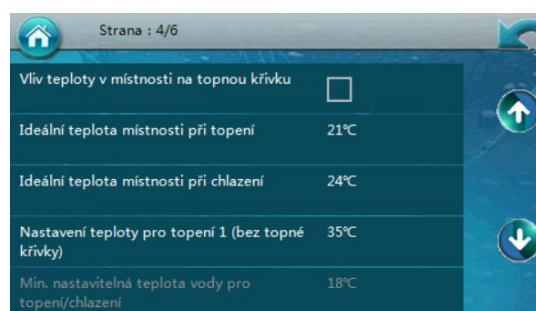 Strana : 4/6
Vliv teploty v místnosti na topnou křivku
Ideální teplota místnosti při topení 21℃
Ideální teplota místnosti při chlazení 24℃
Nastavení teploty pro topení 1 (bez topné 35℃
křivky)
Min. nastavitelná teplota vody pro 18℃
topení/chlazení